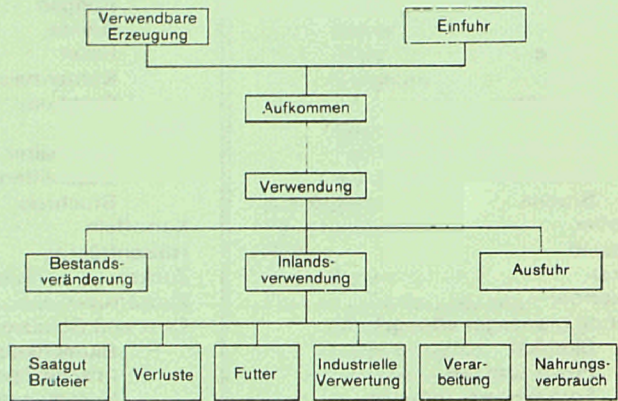 Verwendbare
Erzeugung
Einfuhr
Aufkommen
Verwendung
Bestands-
veränderung
Inlands-
verwendung
Ausfuhr
Saatgut
Bruteier
Verluste
Futter
Industrielle
Verwertung
Verar-
beitung
Nahrungs-
verbrauch